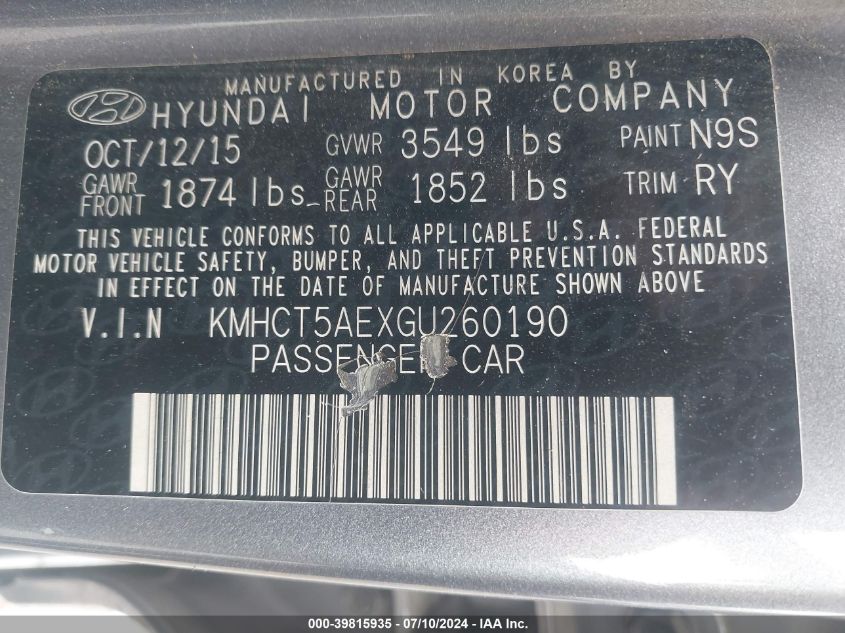 MANUFACTURED IN KOREA BY
HYUNDAI MOTOR COMPANY
OCT/12/15 GVWR 3549 lbs PAINT N9S
GAWR FRONT 1874 lbs GAWR REAR 1852 lbs TRIM RY
THIS VEHICLE CONFORMS TO ALL APPLICABLE U.S.A. FEDERAL
MOTOR VEHICLE SAFETY, BUMPER, AND THEFT PREVENTION STANDARDS
IN EFFECT ON THE DATE OF MANUFACTURE SHOWN ABOVE
V.I.N KMHCT5AEXGU260190
PASSENGER CAR
000-39815935 - 07/10/2024 - IAA, Inc.